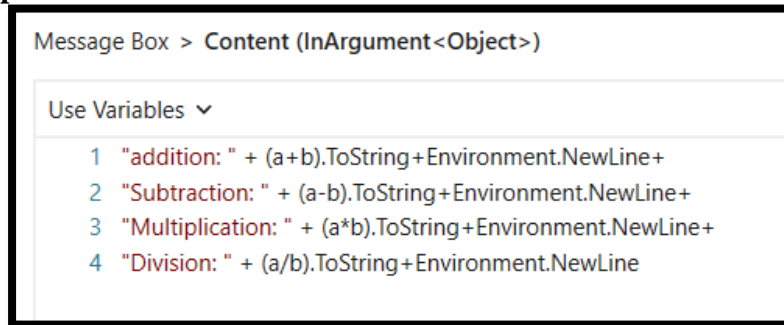 Message Box > Content (InArgument<Object>)
Use Variables
1 "addition: " + (a+b).ToString+Environment.NewLine+
2 "Subtraction: " + (a-b).ToString+Environment.NewLine+
3 "Multiplication: " + (a*b).ToString+Environment.NewLine+
4 "Division: " + (a/b).ToString+Environment.NewLine